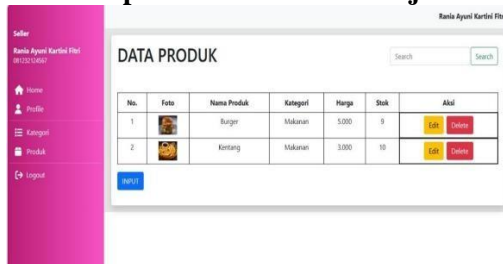 Rania Ayuni Kartini Fitri
Seller
Rania Ayuni Kartini Fitri
081232124567
Home
Profile
Kategori
Produk
Logout
DATA PRODUK
Search Search
No. Foto Nama Produk Kategori Harga Stok Aksi
1 Burger Makanan 5.000 9 Edit Delete
2 Kentang Makanan 3.000 10 Edit Delete
INPUT